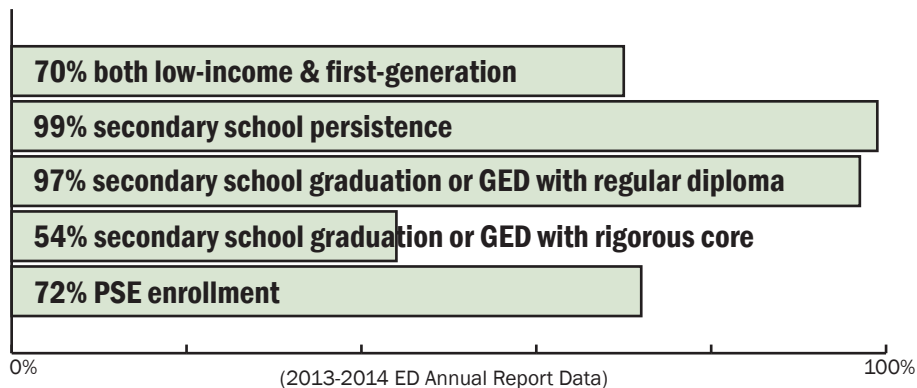 70% both low-income & first-generation
99% secondary school persistence
97% secondary school graduation or GED with regular diploma
54% secondary school graduation or GED with rigorous core
72% PSE enrollment
0%
100%
(2013-2014 ED Annual Report Data)